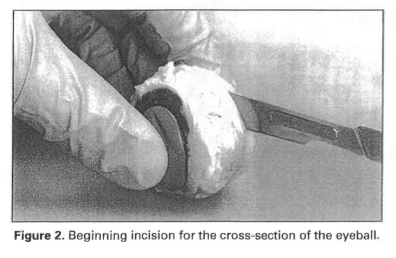 Figure 2. Beginning incision for the cross-section of the eyeball.